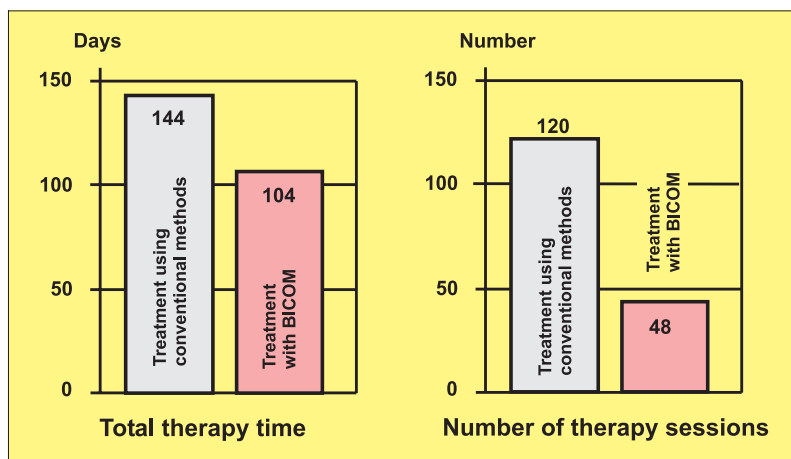 Days
150
100
50
0
144
Treatment using
conventional methods
104
Treatment
with BICOM
Total therapy time
Number
150
100
50
0
120
Treatment using
conventional methods
Treatment
with BICOM
48
Number of therapy sessions